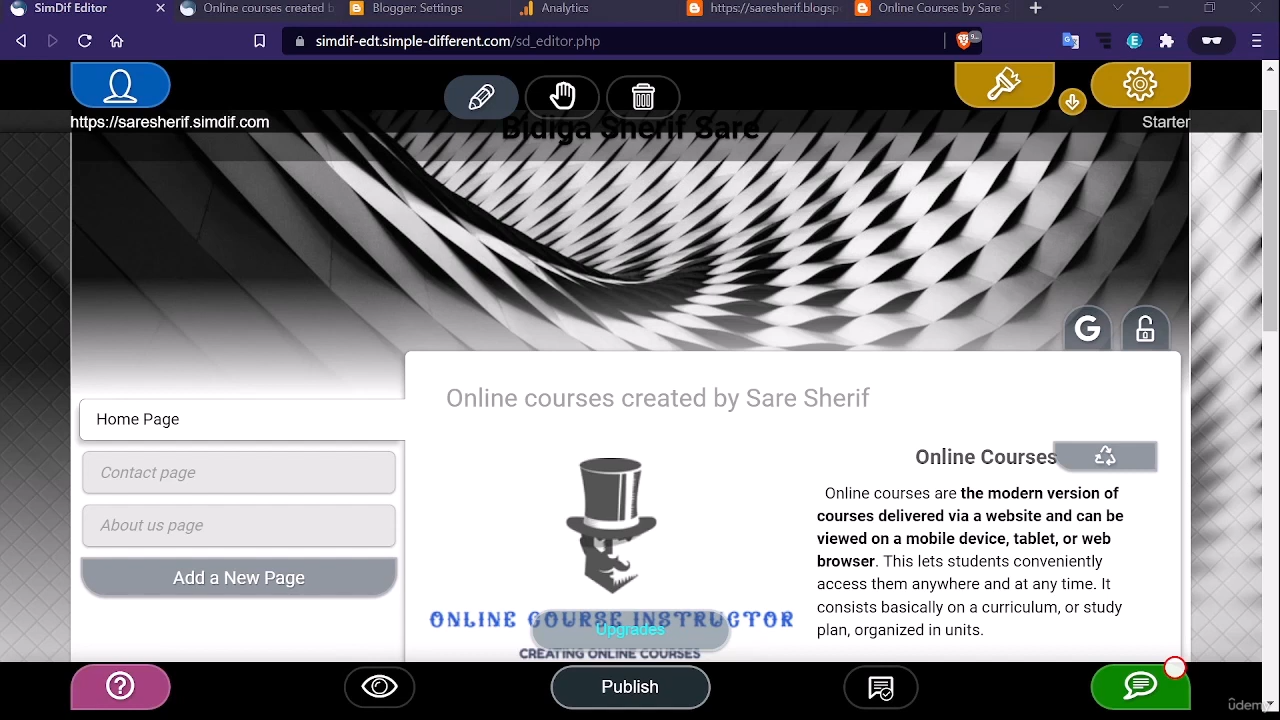 SimDif Editor
Online courses created b
Blogger: Settings
Analytics
https://saresherif.blogsp
Online Courses by Sare S
simdif-edt.simple-different.com/sd_editor.php
https://saresherif.simdif.com
Bidiga Sherif Sare
Starter
Home Page
Contact page
About us page
Add a New Page
Online courses created by Sare Sherif
Online Courses
Online courses are the modern version of
courses delivered via a website and can be
viewed on a mobile device, tablet, or web
browser. This lets students conveniently
access them anywhere and at any time. It
consists basically on a curriculum, or study
plan, organized in units.
ONLINE COURSE INSTRUCTOR
Upgrades
CREATING ONLINE COURSES
Publish
ûdemy